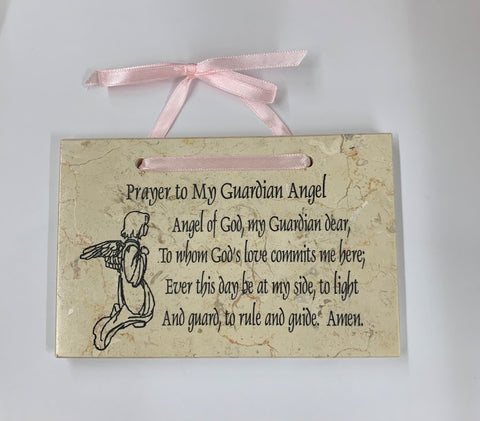 Prayer to My Guardian Angel
Angel of God, my Guardian dear,
To whom God's love commits me here;
Ever this day be at my side, to light
And guard, to rule and guide. Amen.